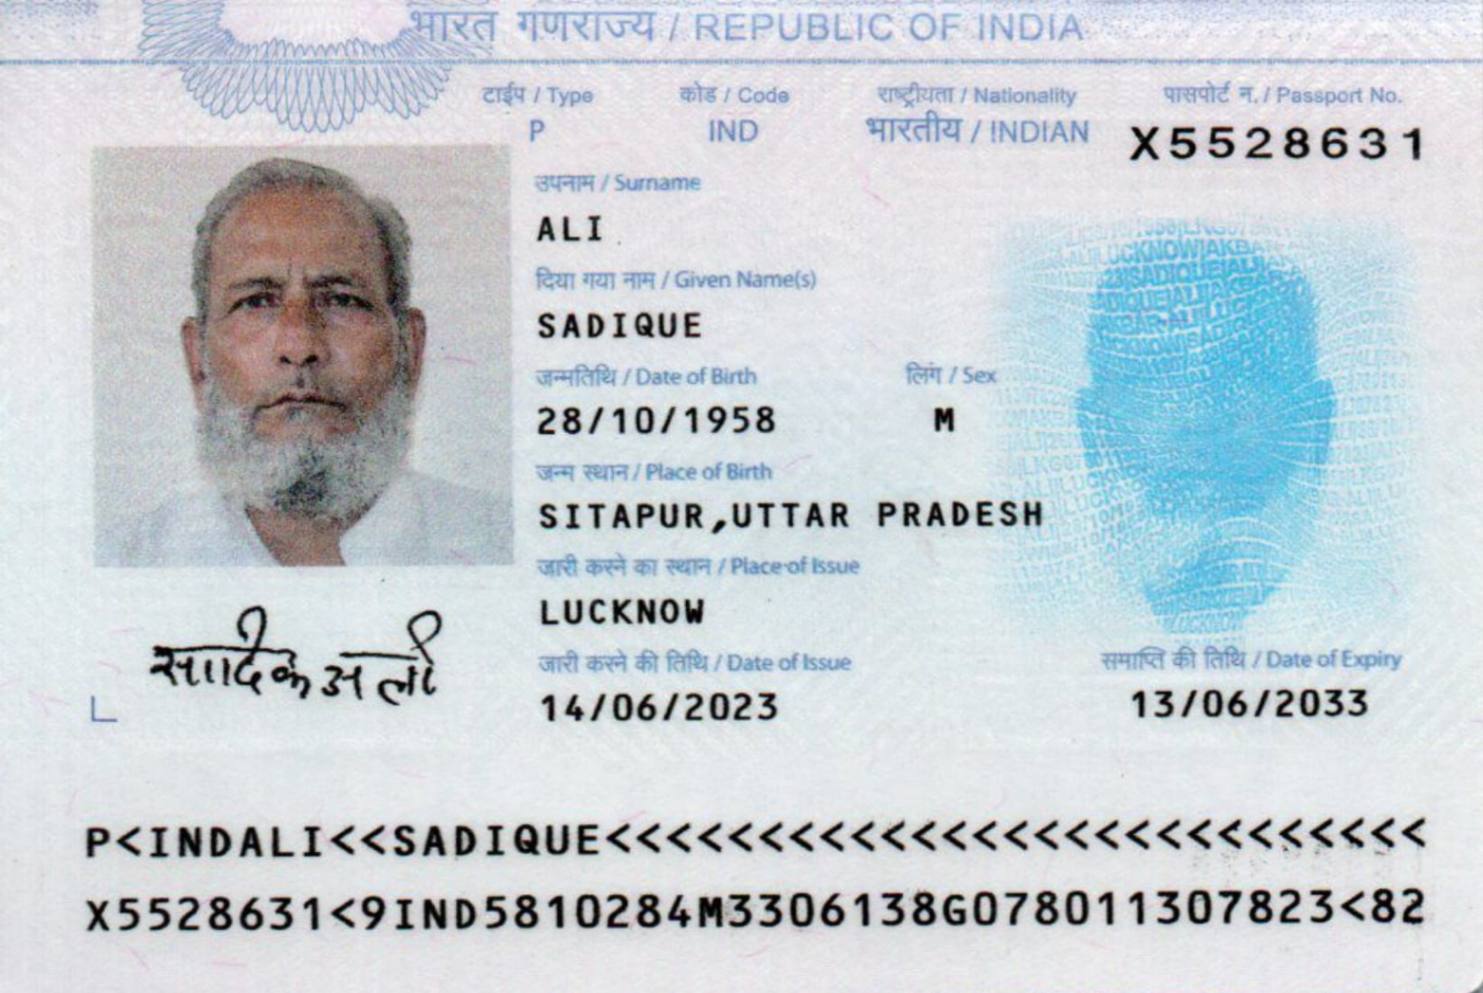 भारत गणराज्य / REPUBLIC OF INDIA
टाईप / Type कोड / Code राष्ट्रीयता / Nationality पासपोर्ट न. / Passport No.
P IND भारतीय / INDIAN X5528631
उपनाम / Surname
ALI
दिया गया नाम / Given Name(s)
SADIQUE
जन्मतिथि / Date of Birth लिंग / Sex
28/10/1958 M
जन्म स्थान / Place of Birth
SITAPUR,UTTAR PRADESH
जारी करने का स्थान / Place of Issue
LUCKNOW
जारी करने की तिथि / Date of Issue समाप्ति की तिथि / Date of Expiry
14/06/2023 13/06/2033
सादिक अली
P<INDALI<<SADIQUE<<<<<<<<<<<<<<<<<<<<<<<<<<<
X5528631<9IND5810284M3306138G078011307823<82